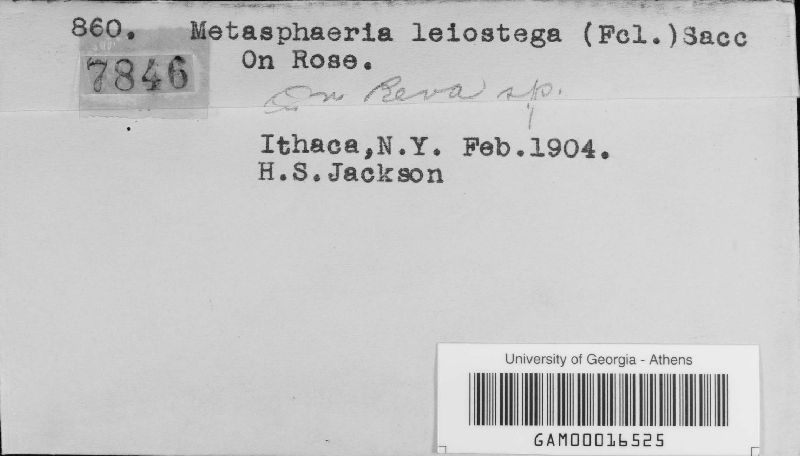 860. Metasphaeria leiostega (Fcl.)Sacc
7846 On Rose.
On Reva sp.
Ithaca,N.Y. Feb.1904.
H.S.Jackson
University of Georgia - Athens
GAM00016525